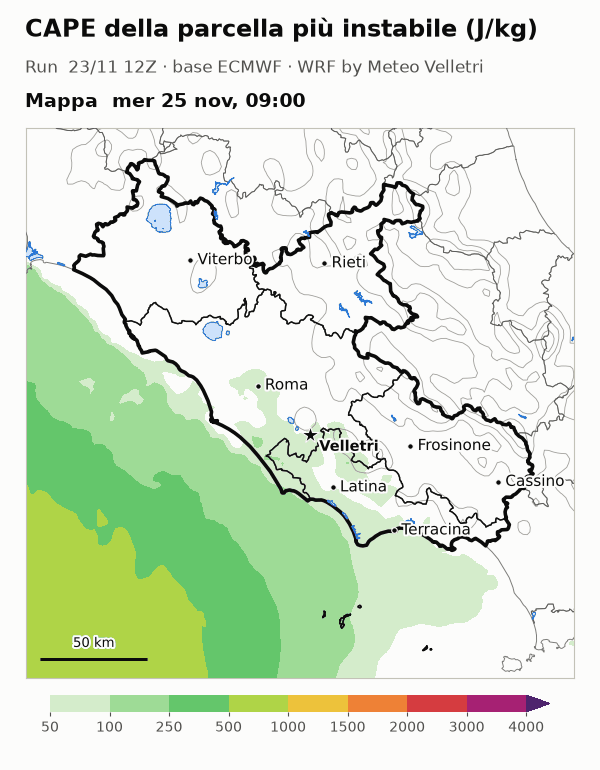 CAPE della parcella più instabile (J/kg)
Run  23/11 12Z · base ECMWF · WRF by Meteo Velletri
Mappa  mer 25 nov, 09:00
Viterbo
Rieti
Roma
Velletri
Frosinone
Cassino
Latina
Terracina
50 km
50 100 250 500 1000 1500 2000 3000 4000